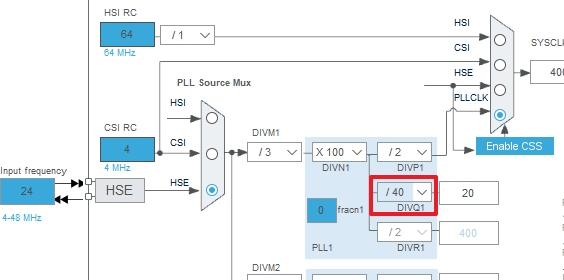 HSI RC
64
64 MHz
/ 1
HSI
CSI
HSE
PLLCLK
SYSCLK
400
Enable CSS
PLL Source Mux
HSI
CSI
HSE
CSI RC
4
4 MHz
Input frequency
24
4-48 MHz
HSE
DIVM1
/ 3
X 100
DIVN1
/ 2
DIVP1
/ 40
DIVQ1
20
0
fracn1
/ 2
DIVR1
400
PLL1
DIVM2